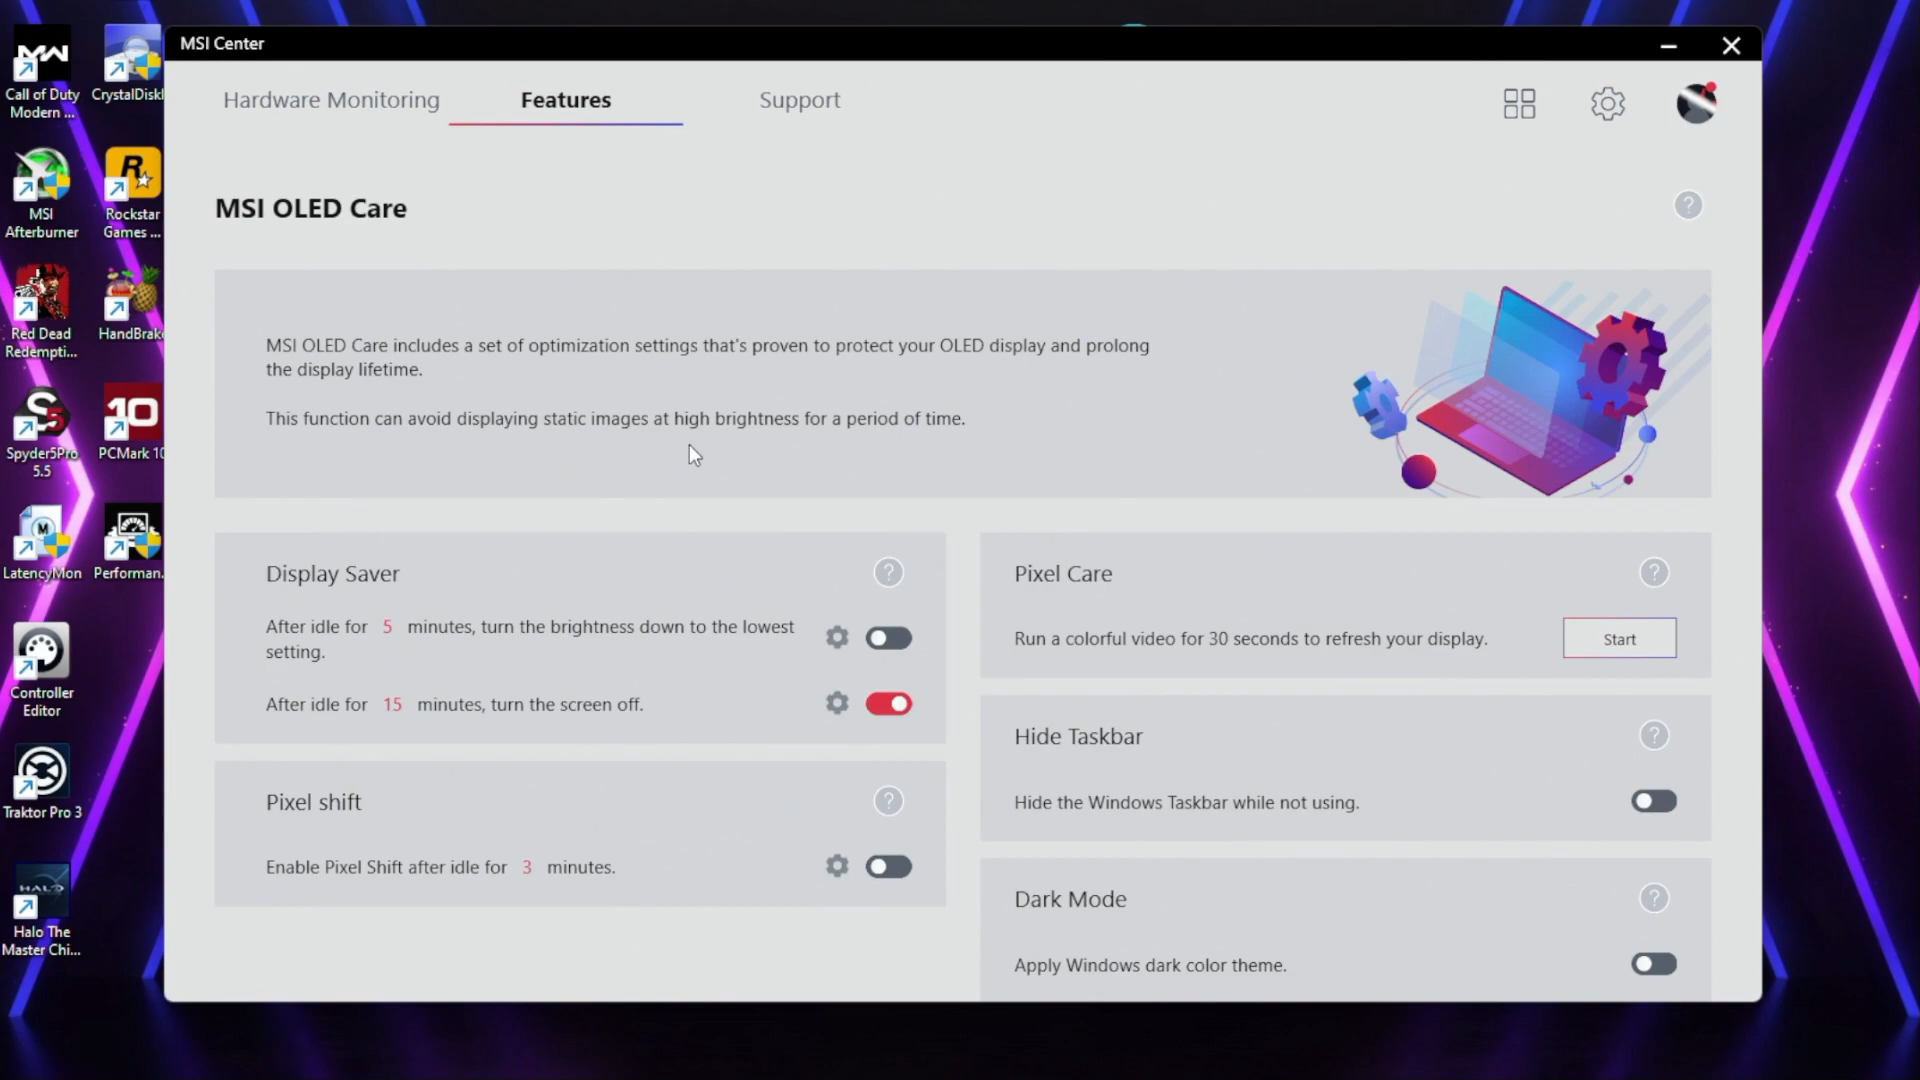 MSI Center
Hardware Monitoring
Features
Support
MSI OLED Care
MSI OLED Care includes a set of optimization settings that's proven to protect your OLED display and prolong
the display lifetime.
This function can avoid displaying static images at high brightness for a period of time.
Display Saver
After idle for 5 minutes, turn the brightness down to the lowest
setting.
After idle for 15 minutes, turn the screen off.
Pixel shift
Enable Pixel Shift after idle for 3 minutes.
Pixel Care
Run a colorful video for 30 seconds to refresh your display.
Start
Hide Taskbar
Hide the Windows Taskbar while not using.
Dark Mode
Apply Windows dark color theme.
MW
Call of Duty
Modern ...
CrystalDiskI
MSI
Afterburner
R
Rockstar
Games ...
Red Dead
Redempti...
HandBrake
S5
Spyder5Pro
5.5
10
PCMark 10
M
LatencyMon
Performan.
Controller
Editor
Traktor Pro 3
HALO
Halo The
Master Chi...